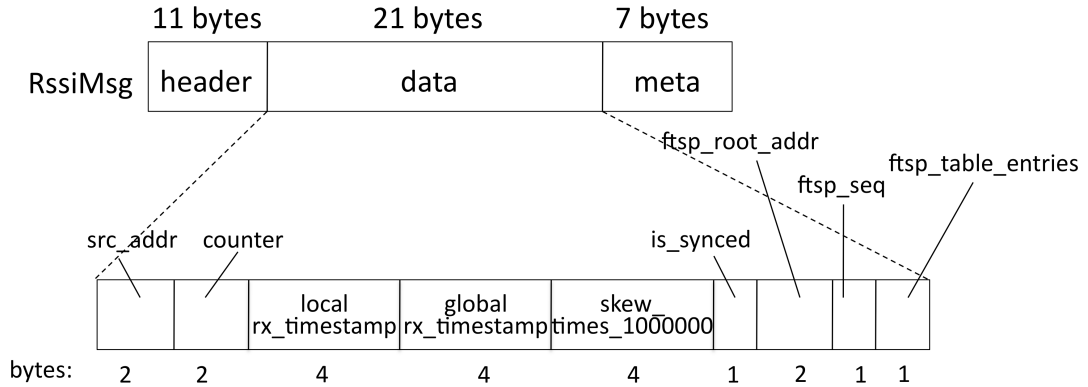 11 bytes 21 bytes 7 bytes
RssiMsg header data meta
ftsp_root_addr
ftsp_table_entries
ftsp_seq
src_addr counter is_synced
local global skew_
rx_timestamp rx_timestamp times_1000000
bytes: 2 2 4 4 4 1 2 1 1